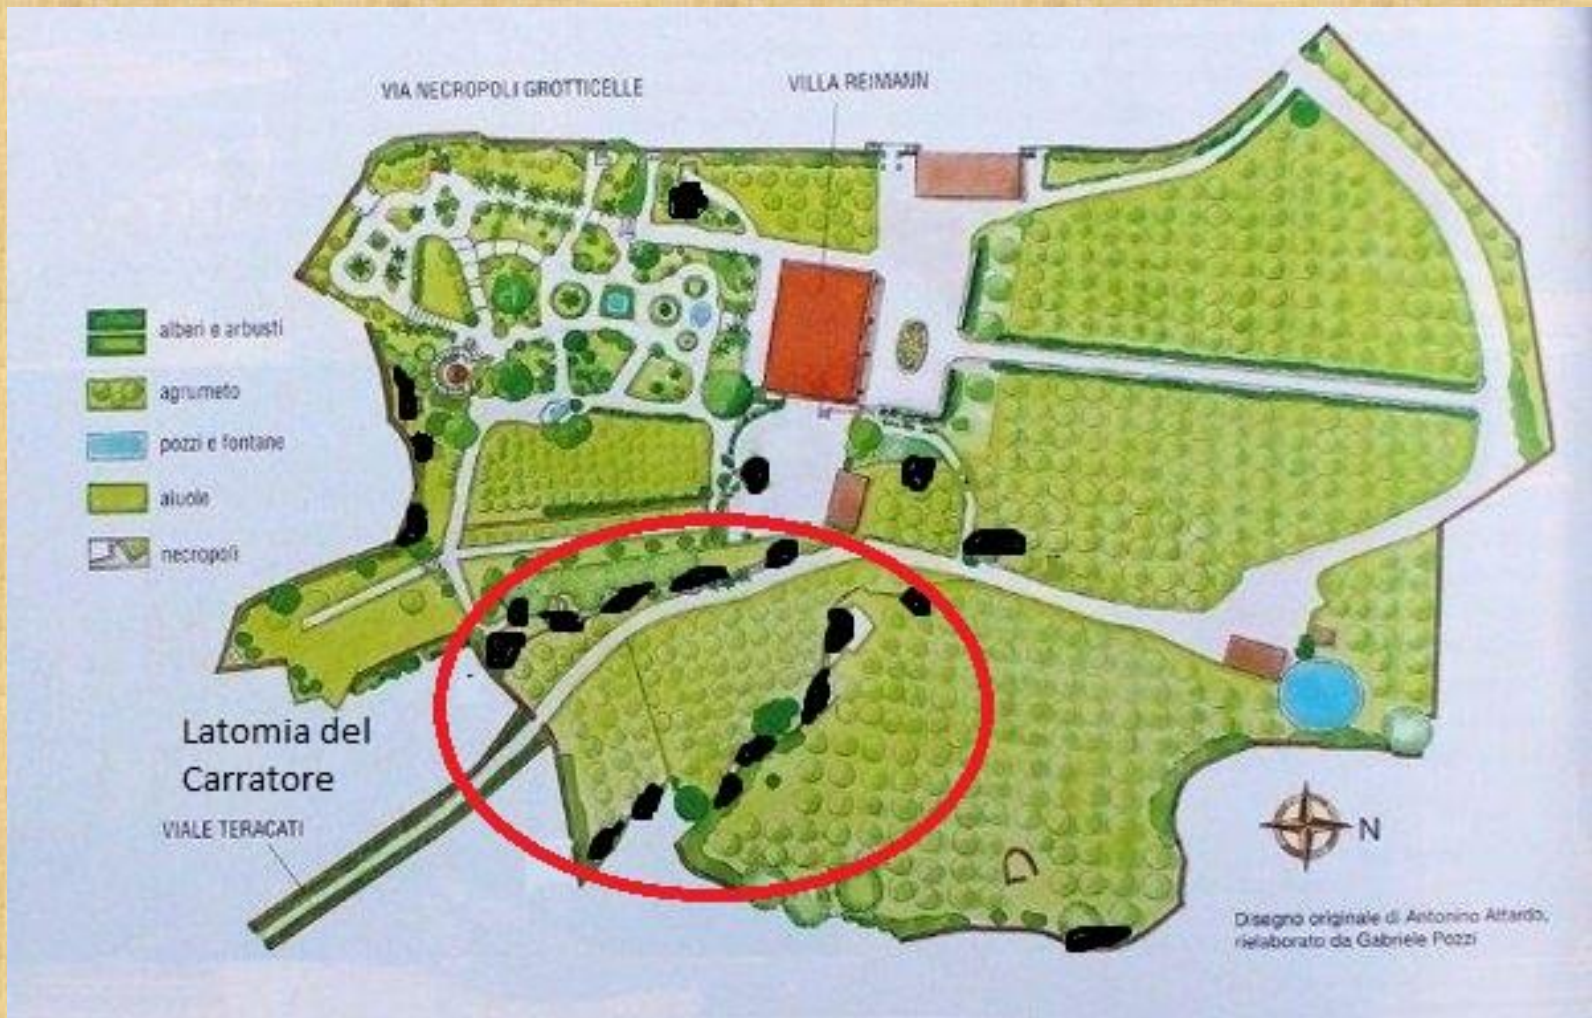 VIA NECROPOLI GROTTICELLE
VILLA REIMANN
alberi e arbusti
agrumeto
pozzi e fontane
aiuole
necropoli
Latomia del
Carratore
VIALE TERACATI
N
Disegno originale di Antonino Attardo,
rielaborato da Gabriele Pozzi